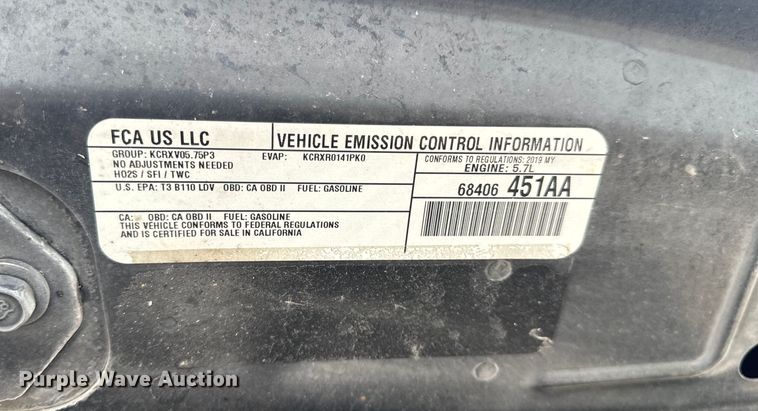 FCA US LLC
VEHICLE EMISSION CONTROL INFORMATION
GROUP: KCRXV05.75P3 EVAP: KCRXR0141PK0
NO ADJUSTMENTS NEEDED
HO2S / SFI / TWC
CONFORMS TO REGULATIONS: 2019 MY
ENGINE: 5.7L
U.S. EPA: T3 B110 LDV OBD: CA OBD II FUEL: GASOLINE
68406 451AA
CA: OBD: CA OBD II FUEL: GASOLINE
THIS VEHICLE CONFORMS TO FEDERAL REGULATIONS
AND IS CERTIFIED FOR SALE IN CALIFORNIA
Purple Wave Auction